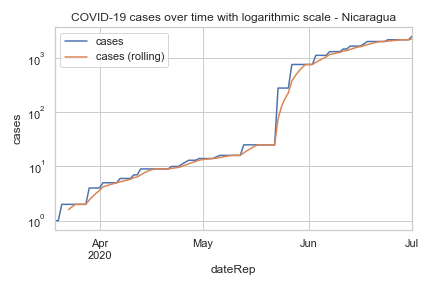 COVID-19 cases over time with logarithmic scale - Nicaragua
cases
cases (rolling)
10³
10²
10¹
10⁰
cases
Apr
2020
May
Jun
Jul
dateRep